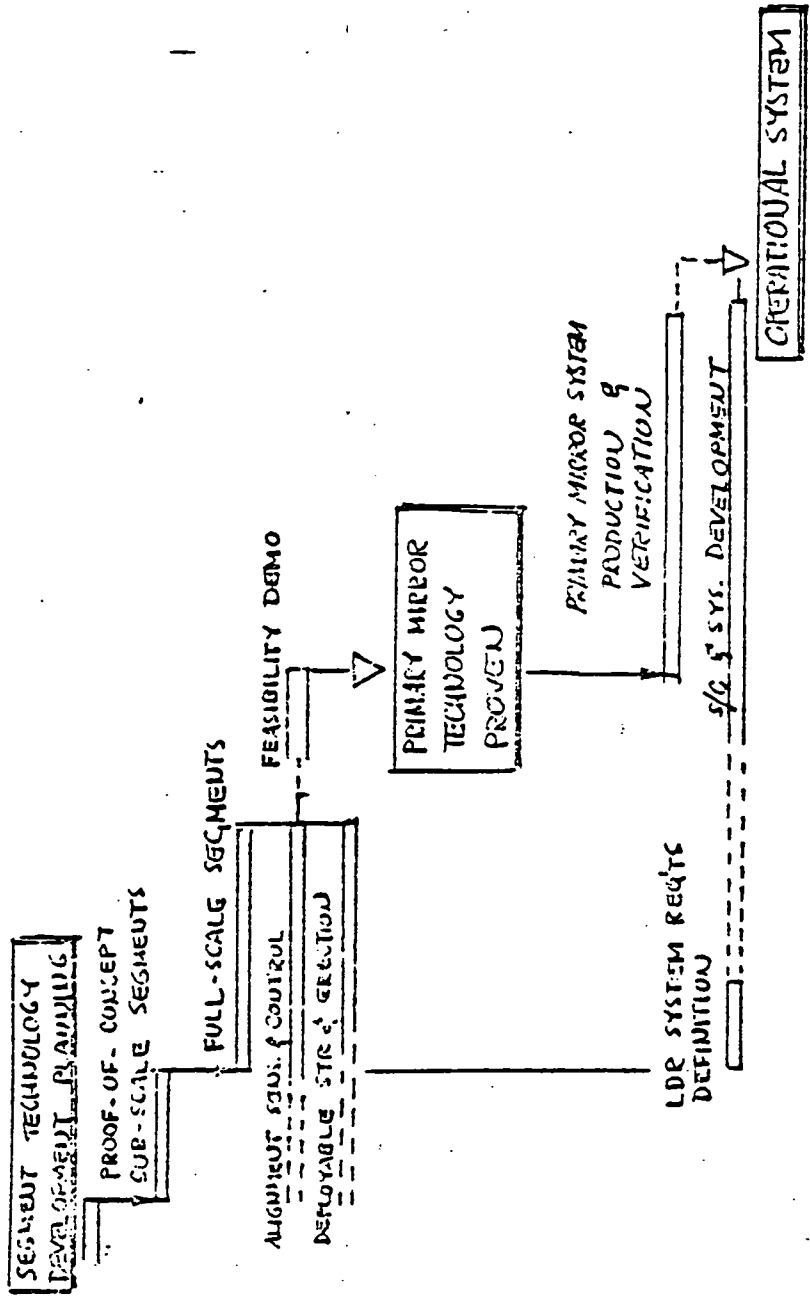 SEGMENT TECHNOLOGY
DEVELOPMENT PLANNING
PROOF-OF-CONCEPT
SUB-SCALE SEGMENTS
FULL-SCALE SEGMENTS
ALIGNMENT SENS. & CONTROL
DEPLOYABLE STR & ERECTION
FEASIBILITY DEMO
PRIMARY MIRROR
TECHNOLOGY
PROVEN
PRIMARY MIRROR SYSTEM
PRODUCTION &
VERIFICATION
LDR SYSTEM REQ'TS
DEFINITION
S/C & SYS. DEVELOPMENT
OPERATIONAL SYSTEM